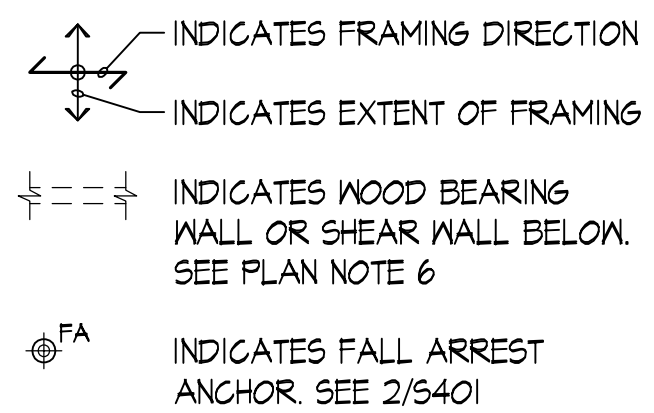 INDICATES FRAMING DIRECTION
INDICATES EXTENT OF FRAMING
INDICATES WOOD BEARING
WALL OR SHEAR WALL BELOW.
SEE PLAN NOTE 6
FA
INDICATES FALL ARREST
ANCHOR. SEE 2/S401